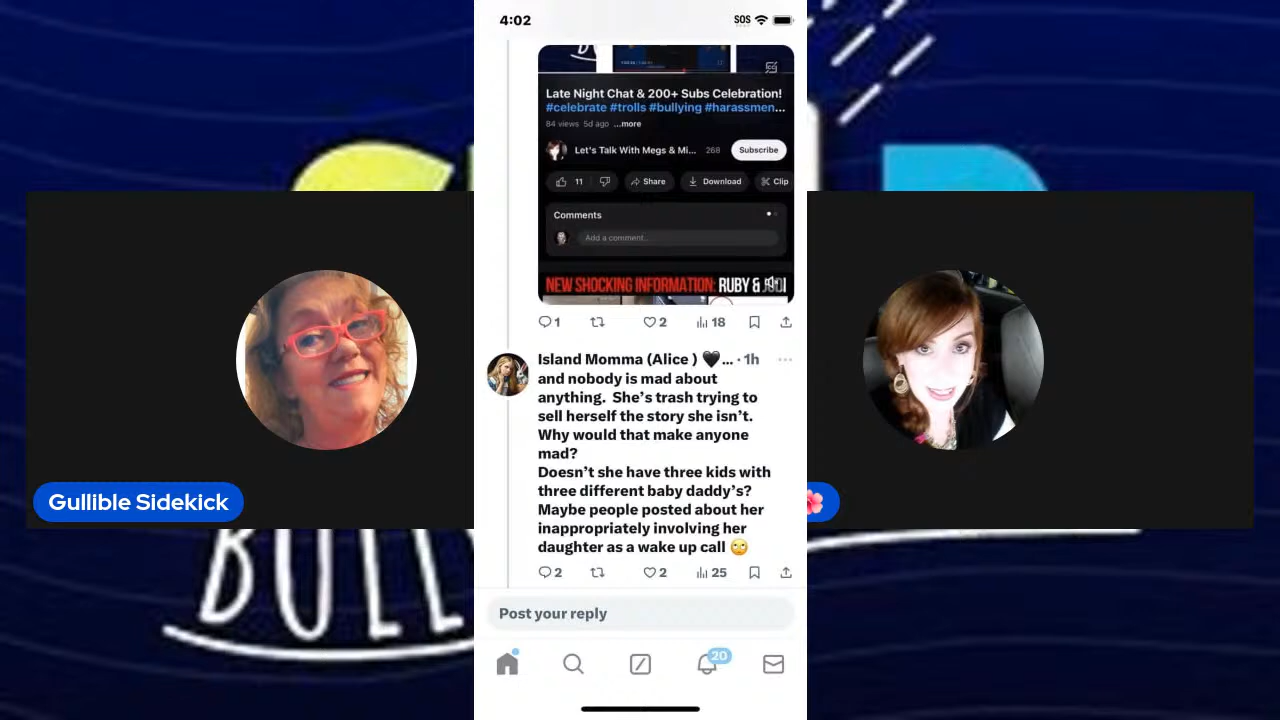 4:02
SOS
Late Night Chat & 200+ Subs Celebration!
#celebrate #trolls #bullying #harassmen...
84 views 5d ago ...more
Let's Talk With Megs & Mi... 268 Subscribe
11 Share Download Clip
Comments
Add a comment...
NEW SHOCKING INFORMATION: RUBY &
1 2 18
Island Momma (Alice ) 🖤... · 1h
and nobody is mad about
anything. She's trash trying to
sell herself the story she isn't.
Why would that make anyone
mad?
Doesn't she have three kids with
three different baby daddy's?
Maybe people posted about her
inappropriately involving her
daughter as a wake up call 🙄
2 2 25
Post your reply
20
Gullible Sidekick
BULLY